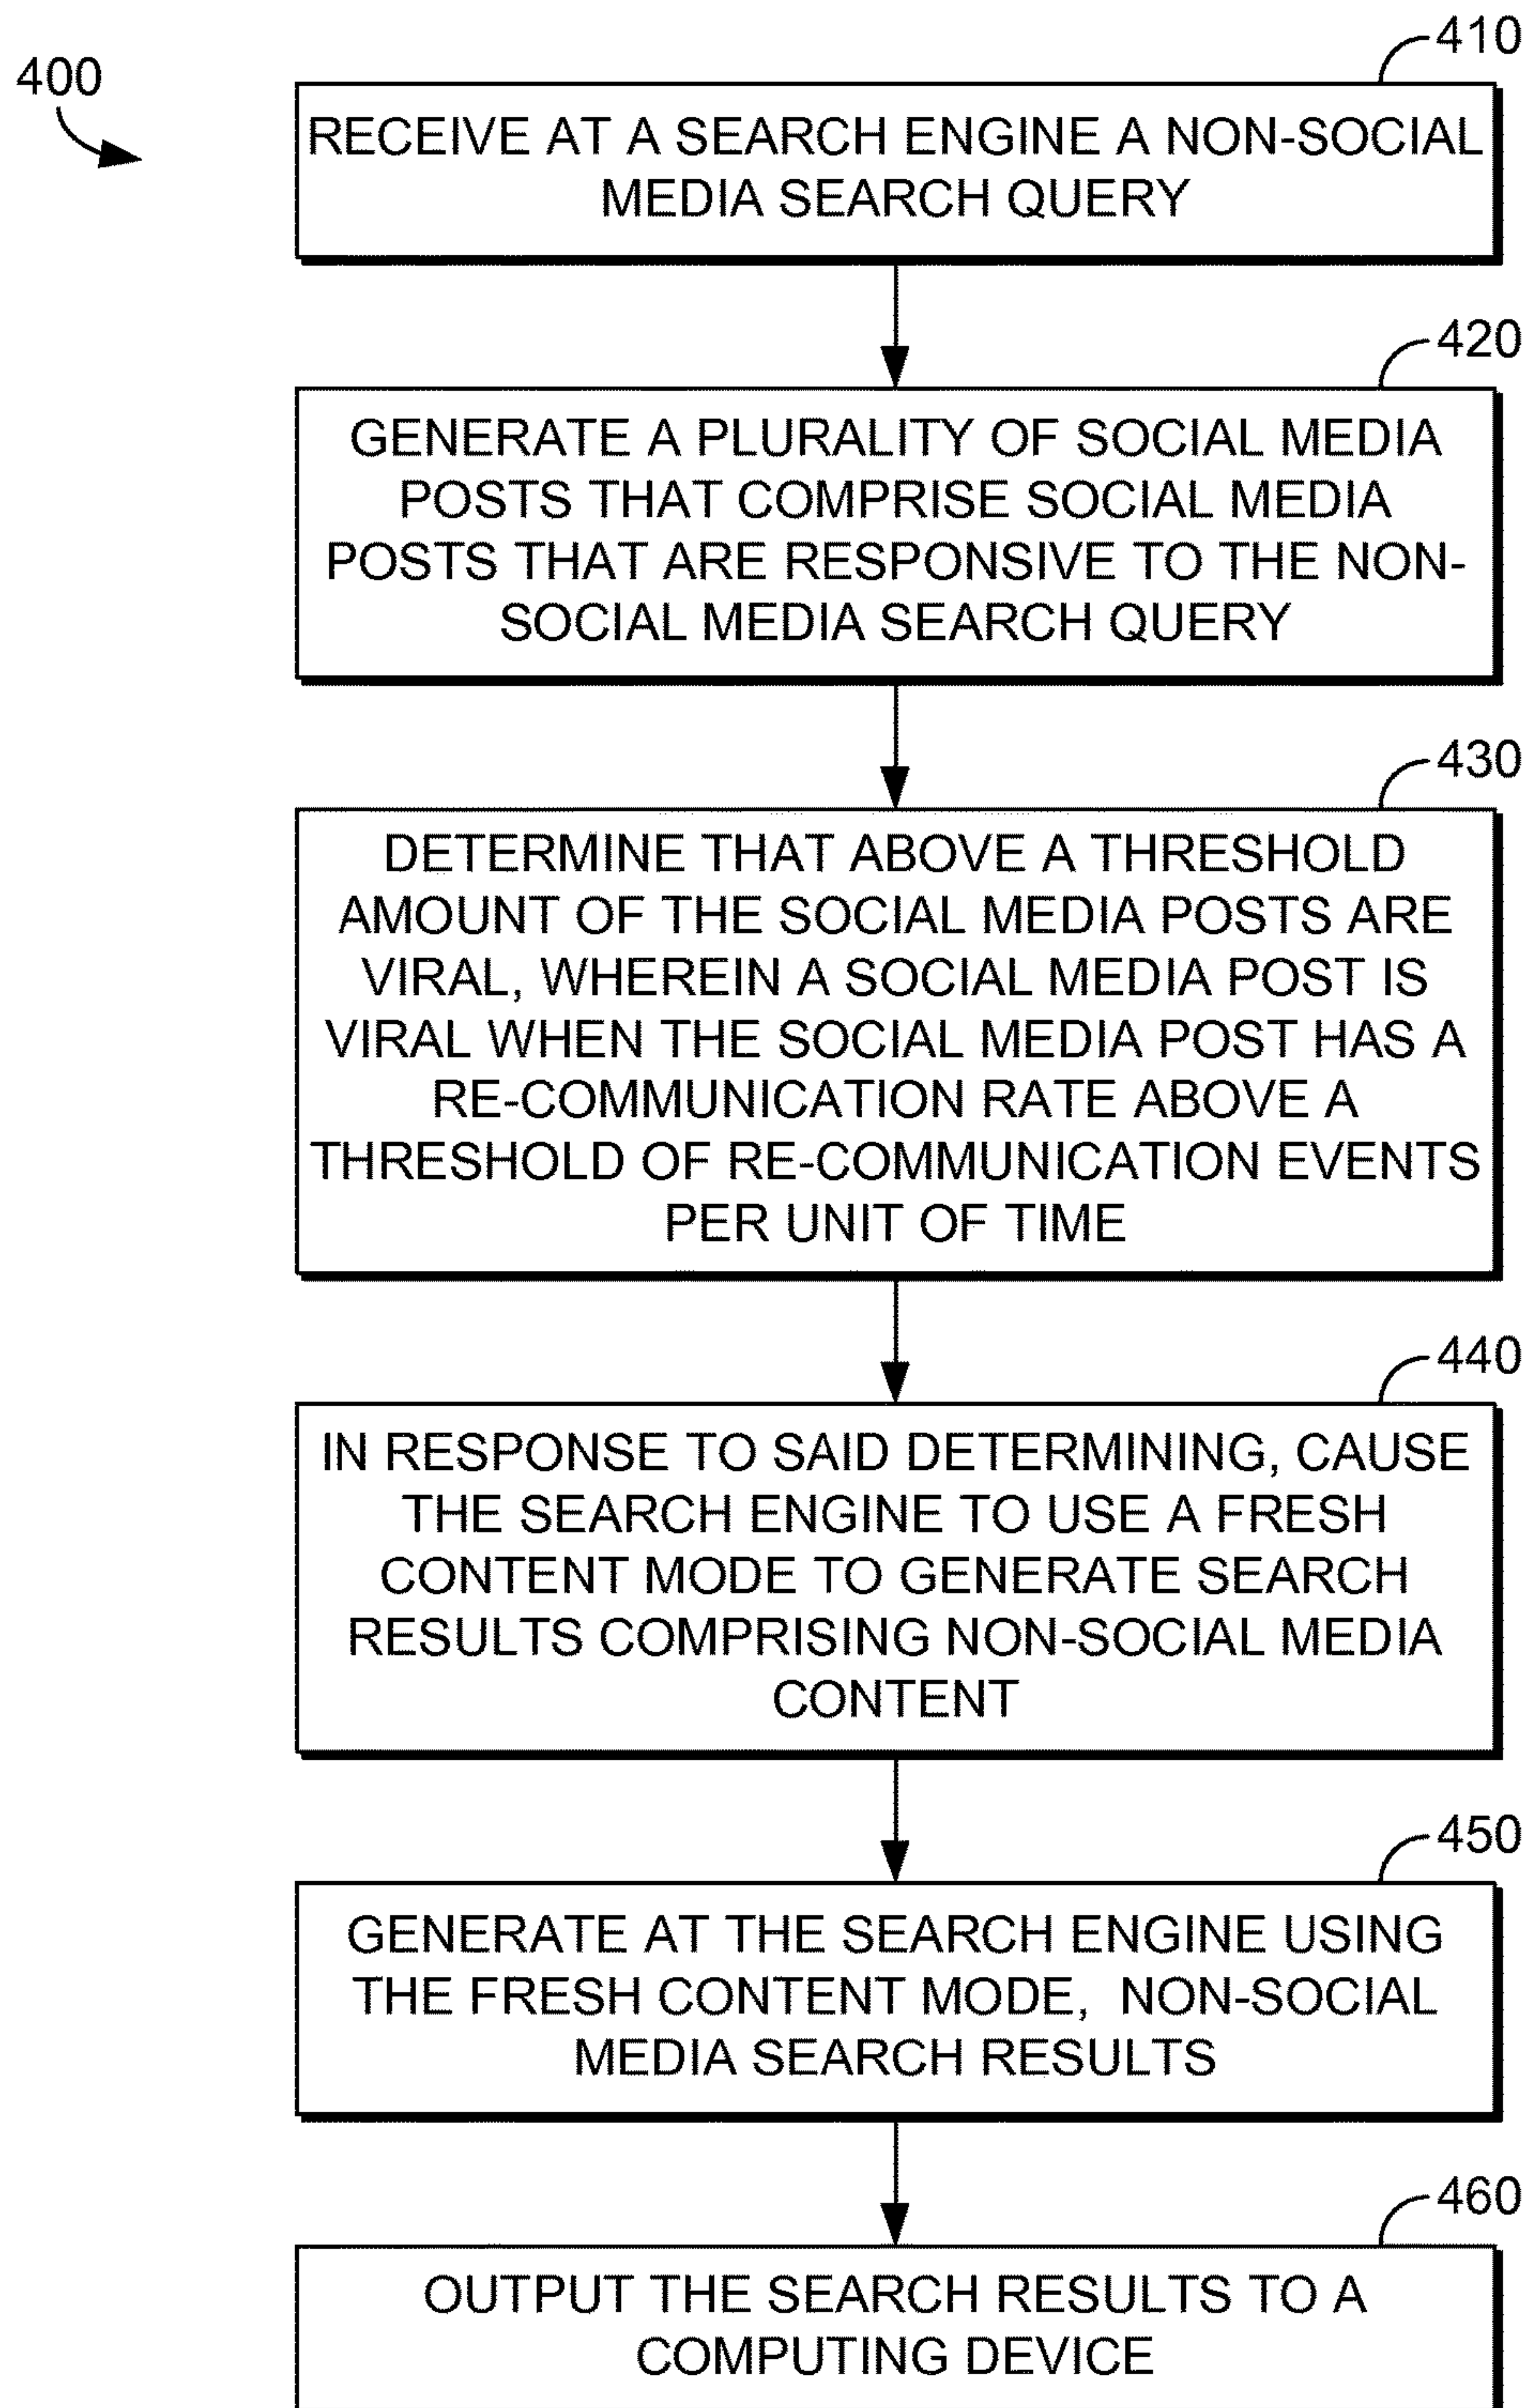 400
410
RECEIVE AT A SEARCH ENGINE A NON-SOCIAL
MEDIA SEARCH QUERY
420
GENERATE A PLURALITY OF SOCIAL MEDIA
POSTS THAT COMPRISE SOCIAL MEDIA
POSTS THAT ARE RESPONSIVE TO THE NON-
SOCIAL MEDIA SEARCH QUERY
430
DETERMINE THAT ABOVE A THRESHOLD
AMOUNT OF THE SOCIAL MEDIA POSTS ARE
VIRAL, WHEREIN A SOCIAL MEDIA POST IS
VIRAL WHEN THE SOCIAL MEDIA POST HAS A
RE-COMMUNICATION RATE ABOVE A
THRESHOLD OF RE-COMMUNICATION EVENTS
PER UNIT OF TIME
440
IN RESPONSE TO SAID DETERMINING, CAUSE
THE SEARCH ENGINE TO USE A FRESH
CONTENT MODE TO GENERATE SEARCH
RESULTS COMPRISING NON-SOCIAL MEDIA
CONTENT
450
GENERATE AT THE SEARCH ENGINE USING
THE FRESH CONTENT MODE, NON-SOCIAL
MEDIA SEARCH RESULTS
460
OUTPUT THE SEARCH RESULTS TO A
COMPUTING DEVICE